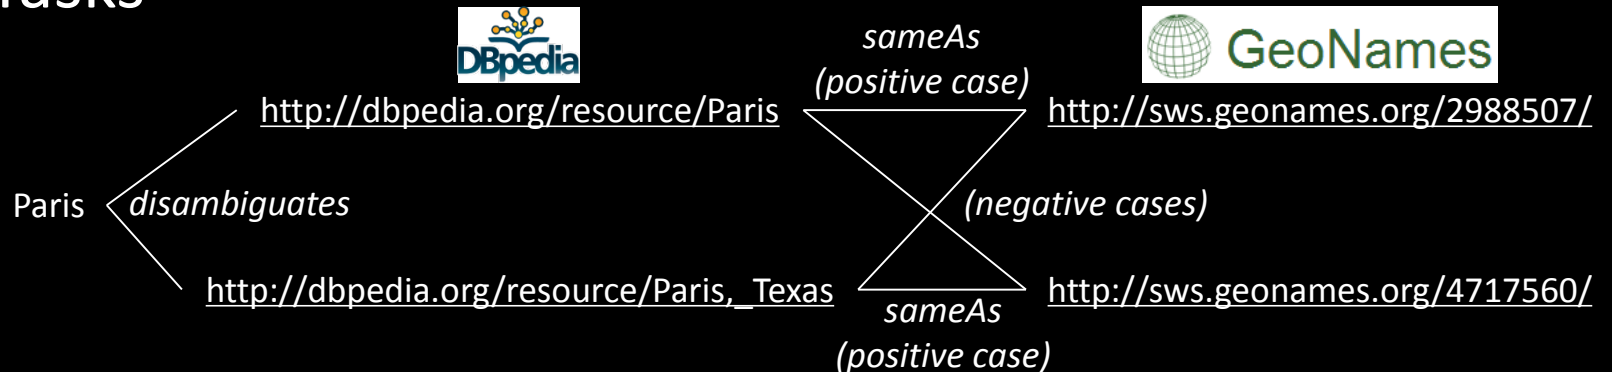 Tasks
DBpedia
sameAs
(positive case)
GeoNames
http://dbpedia.org/resource/Paris
http://sws.geonames.org/2988507/
Paris
disambiguates
(negative cases)
http://dbpedia.org/resource/Paris,_Texas
http://sws.geonames.org/4717560/
sameAs
(positive case)